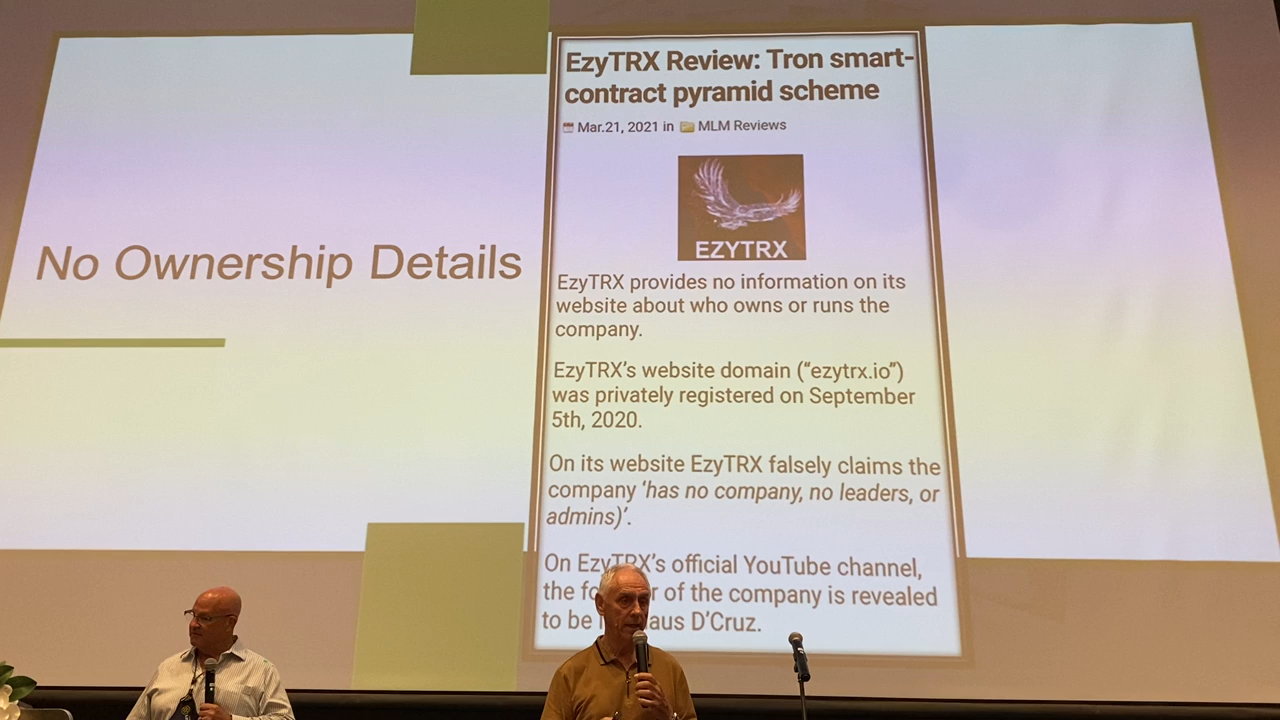 No Ownership Details
EzyTRX Review: Tron smart-
contract pyramid scheme
Mar.21, 2021 in MLM Reviews
EZYTRX
EzyTRX provides no information on its
website about who owns or runs the
company.
EzyTRX's website domain (“ezytrx.io”)
was privately registered on September
5th, 2020.
On its website EzyTRX falsely claims the
company ‘has no company, no leaders, or
admins)’.
On EzyTRX's official YouTube channel,
the of the company is revealed
to be D’Cruz.